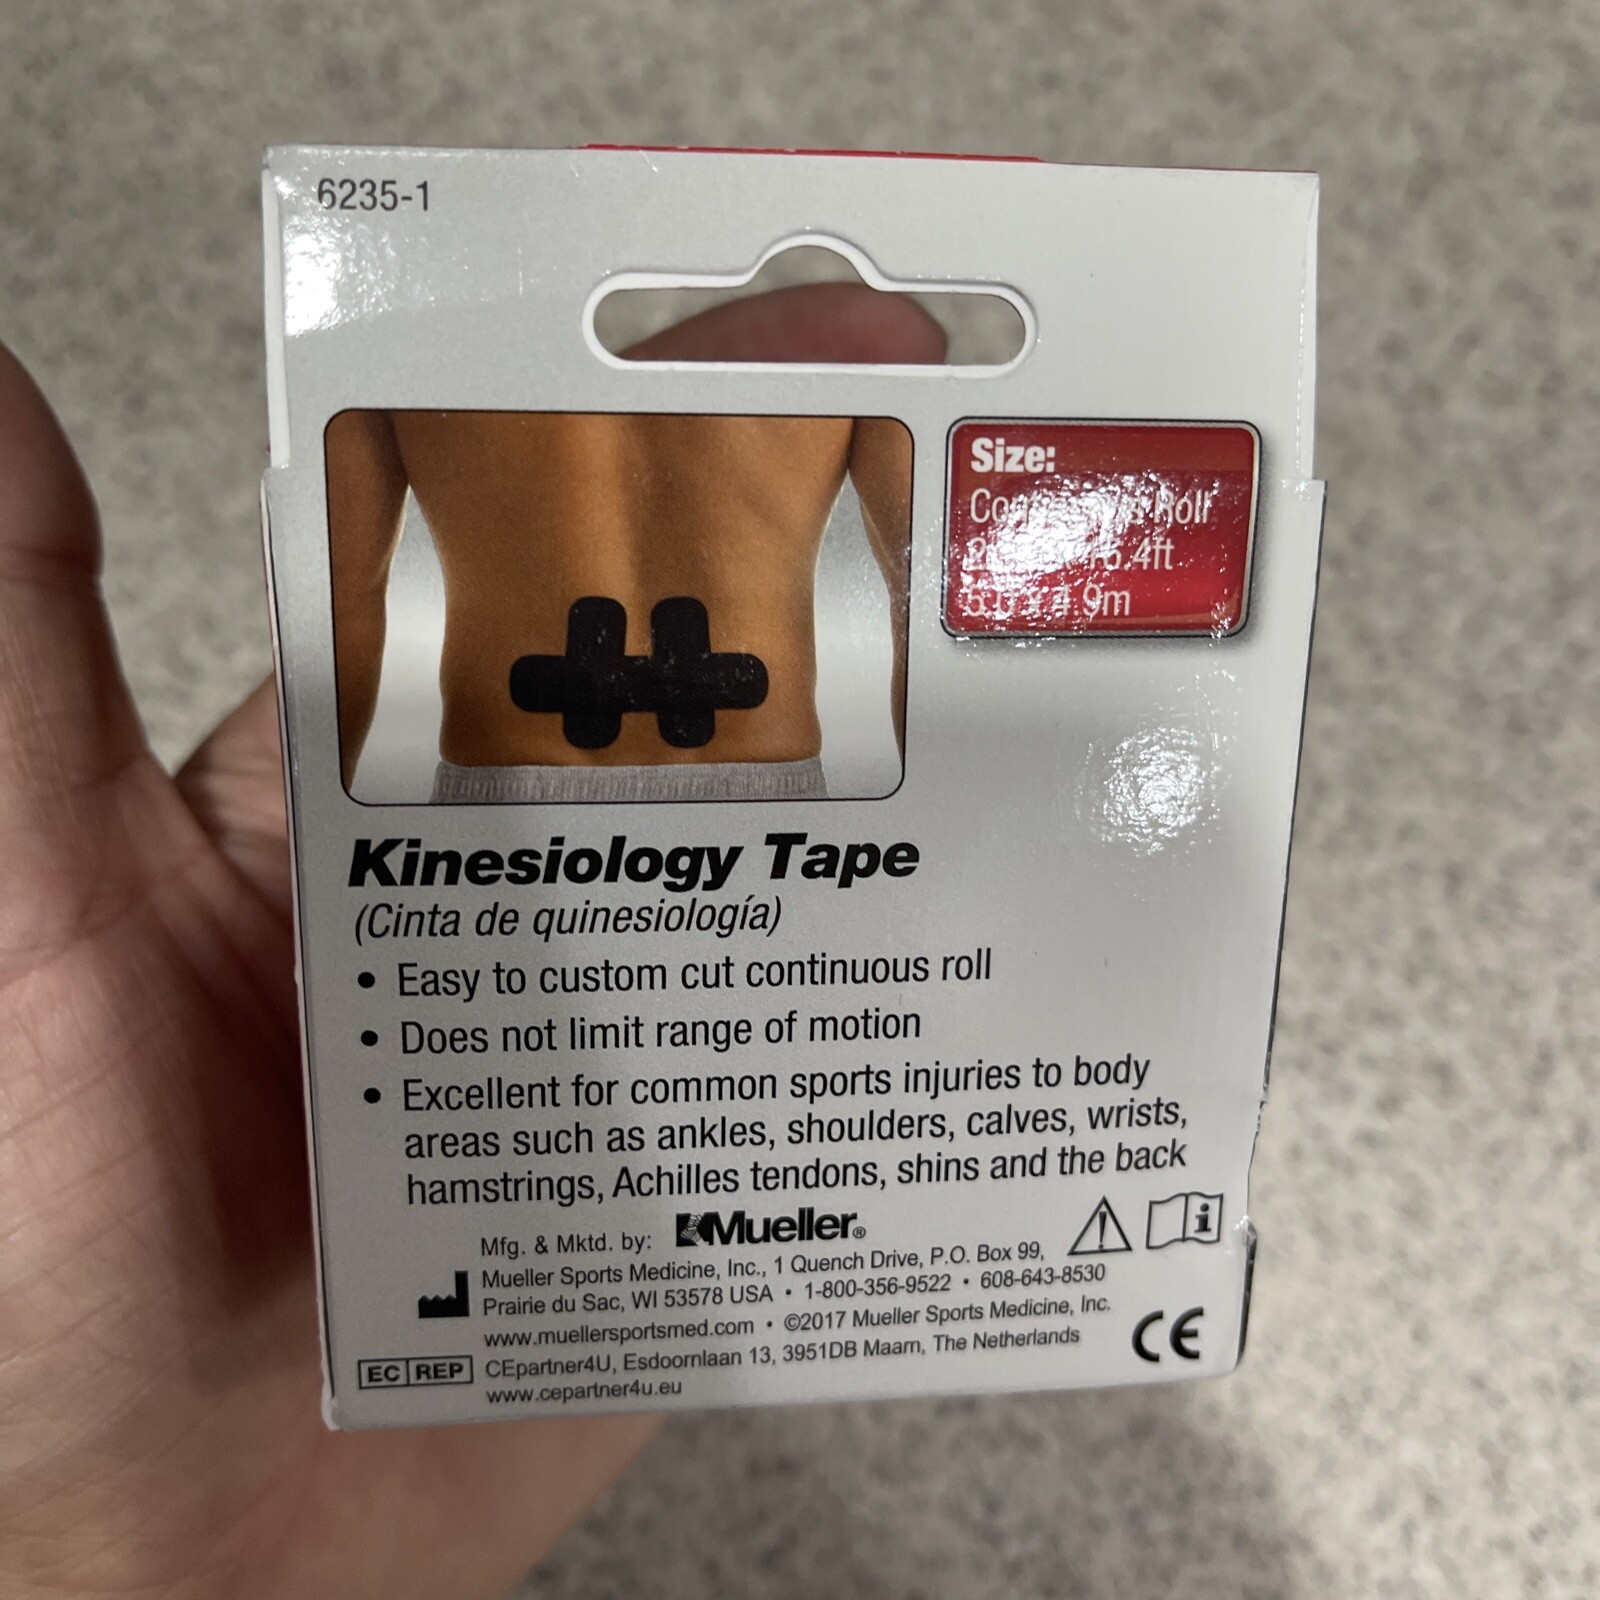 6235-1
Size:
Roll
4.9m
Kinesiology Tape
(Cinta de quinesiología)
• Easy to custom cut continuous roll
• Does not limit range of motion
• Excellent for common sports injuries to body
areas such as ankles, shoulders, calves, wrists,
hamstrings, Achilles tendons, shins and the back
Mfg. & Mktd. by: Mueller®
Mueller Sports Medicine, Inc., 1 Quench Drive, P.O. Box 99,
Prairie du Sac, WI 53578 USA • 1-800-356-9522 • 608-643-8530
www.muellersportsmed.com • ©2017 Mueller Sports Medicine, Inc.
EC REP CEpartner4U, Esdoornlaan 13, 3951DB Maarn, The Netherlands
www.cepartner4u.eu
CE